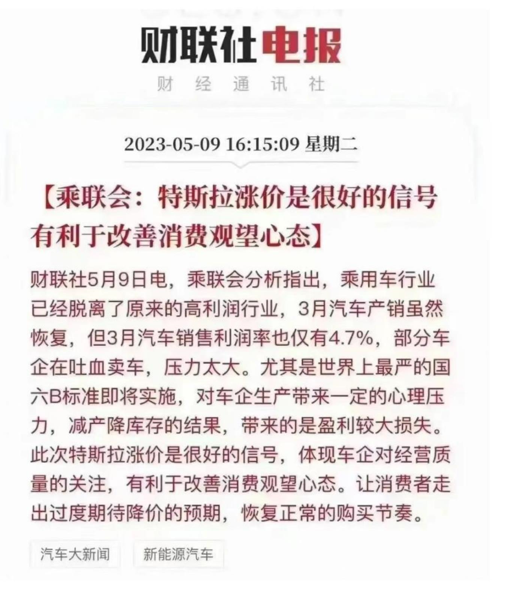 财联社电报
财经通讯社
2023-05-09 16:15:09 星期二
【乘联会：特斯拉涨价是很好的信号
有利于改善消费观望心态】
财联社5月9日电，乘联会分析指出，乘用车行业
已经脱离了原来的高利润行业，3月汽车产销虽然
恢复，但3月汽车销售利润率也仅有4.7%，部分车
企在吐血卖车，压力太大。尤其是世界上最严的国
六B标准即将实施，对车企生产带来一定的心理压
力，减产降库存的结果，带来的是盈利较大损失。
此次特斯拉涨价是很好的信号，体现车企对经营质
量的关注，有利于改善消费观望心态。让消费者走
出过度期待降价的预期，恢复正常的购买节奏。
汽车大新闻 新能源汽车